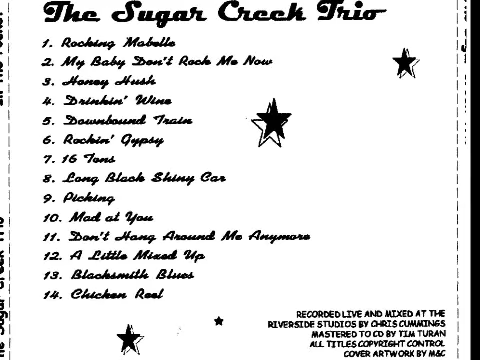 The Sugar Creek Trio
1. Rocking Mabelle
2. My Baby Don't Rock Me Now
3. Honey Hush
4. Drinkin' Wine
5. Downbound Train
6. Rockin' Gypsy
7. 16 Tons
8. Long Black Shiny Car
9. Picking
10. Mad at You
11. Don't Hang Around Me Anymore
12. A Little Mixed Up
13. Blacksmith Blues
14. Chicken Reel
RECORDED LIVE AND MIXED AT THE
RIVERSIDE STUDIOS BY CHRIS CUMMINGS
MASTERED TO CD BY TIM TURAN
ALL TITLES COPYRIGHT CONTROL
COVER ARTWORK BY M&C